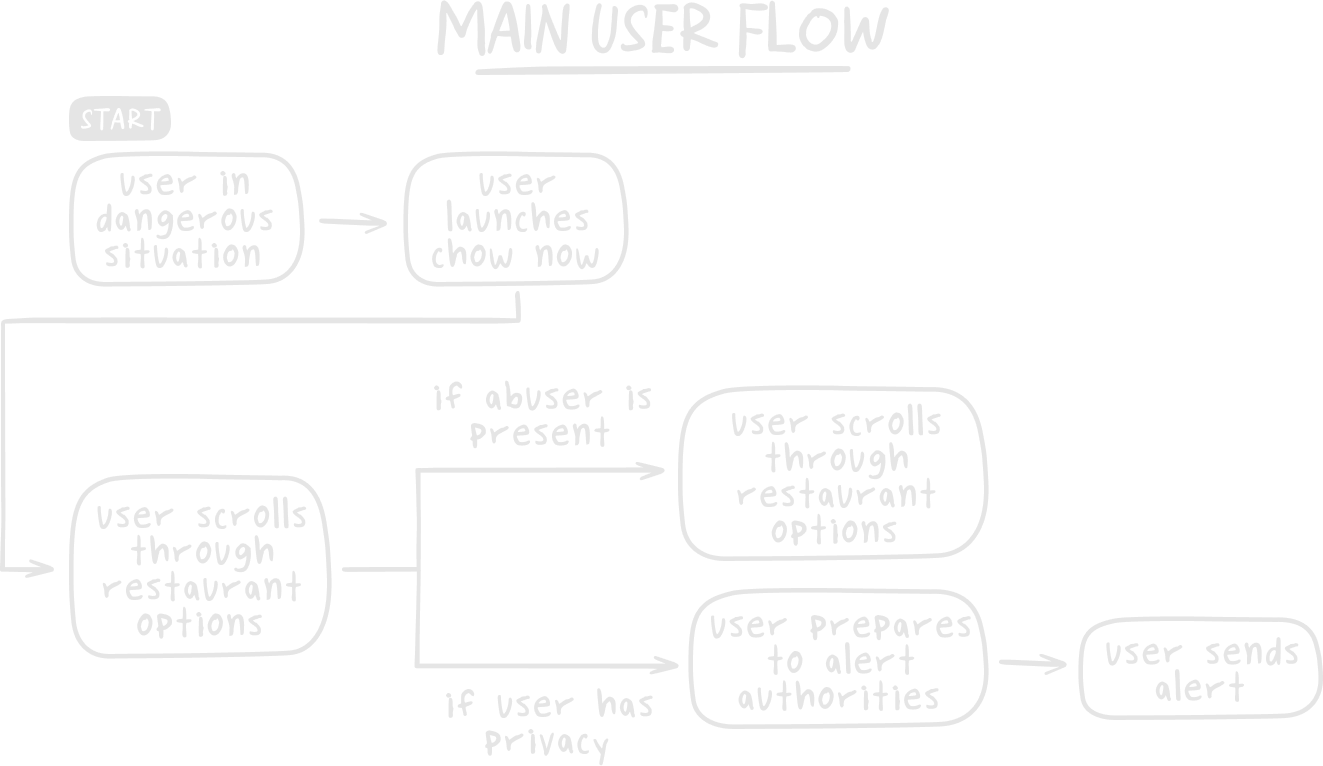 MAIN USER FLOW
START
user in
dangerous
situation
user
launches
chow now
if abuser is
present
user scrolls
through
restaurant
options
user scrolls
through
restaurant
options
user prepares
to alert
authorities
user sends
alert
if user has
privacy